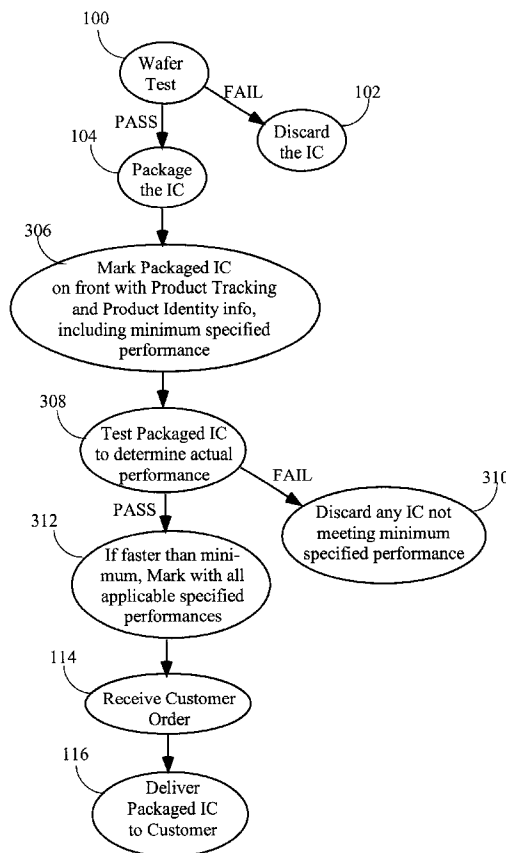 100
Wafer
Test
FAIL
102
PASS
Discard
the IC
104
Package
the IC
306
Mark Packaged IC
on front with Product Tracking
and Product Identity info,
including minimum specified
performance
308
Test Packaged IC
to determine actual
performance
FAIL
310
PASS
Discard any IC not
meeting minimum
specified performance
312
If faster than mini-
mum, Mark with all
applicable specified
performances
114
Receive Customer
Order
116
Deliver
Packaged IC
to Customer